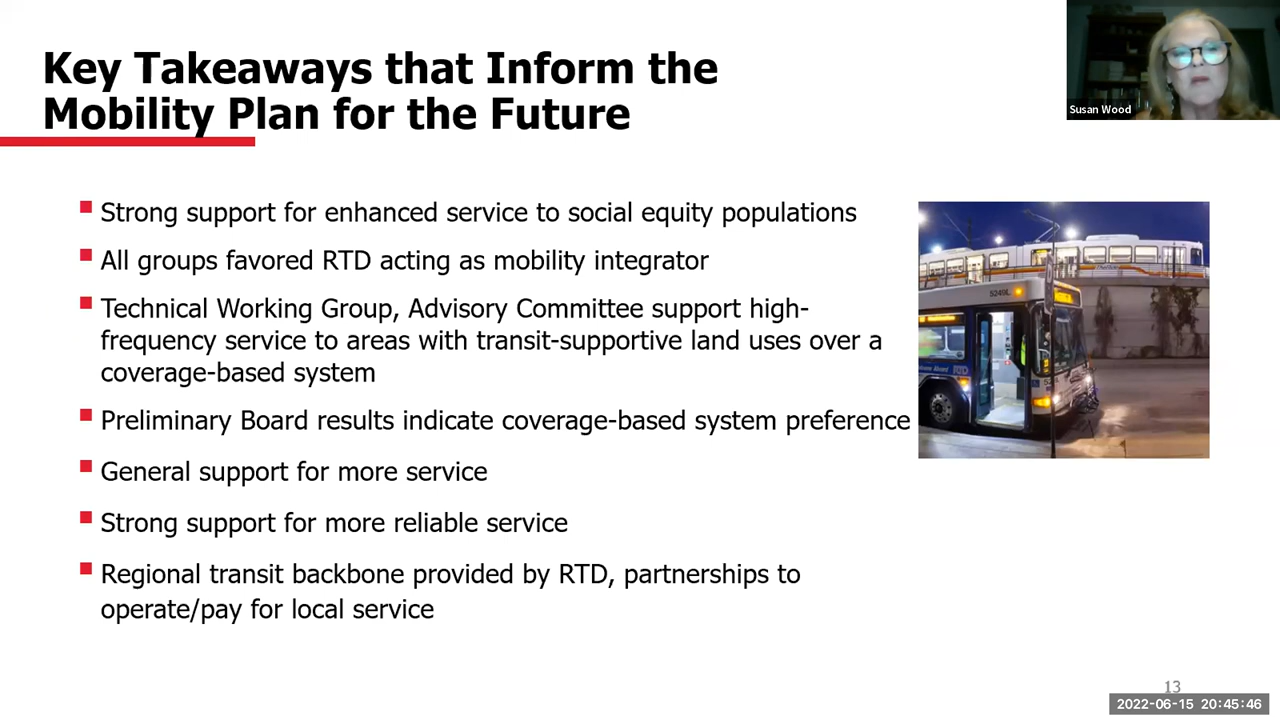 Key Takeaways that Inform the
Mobility Plan for the Future
Susan Wood
Strong support for enhanced service to social equity populations
All groups favored RTD acting as mobility integrator
Technical Working Group, Advisory Committee support high-
frequency service to areas with transit-supportive land uses over a
coverage-based system
Preliminary Board results indicate coverage-based system preference
General support for more service
Strong support for more reliable service
Regional transit backbone provided by RTD, partnerships to
operate/pay for local service
5249L
RTD
13
2022-06-15 20:45:46